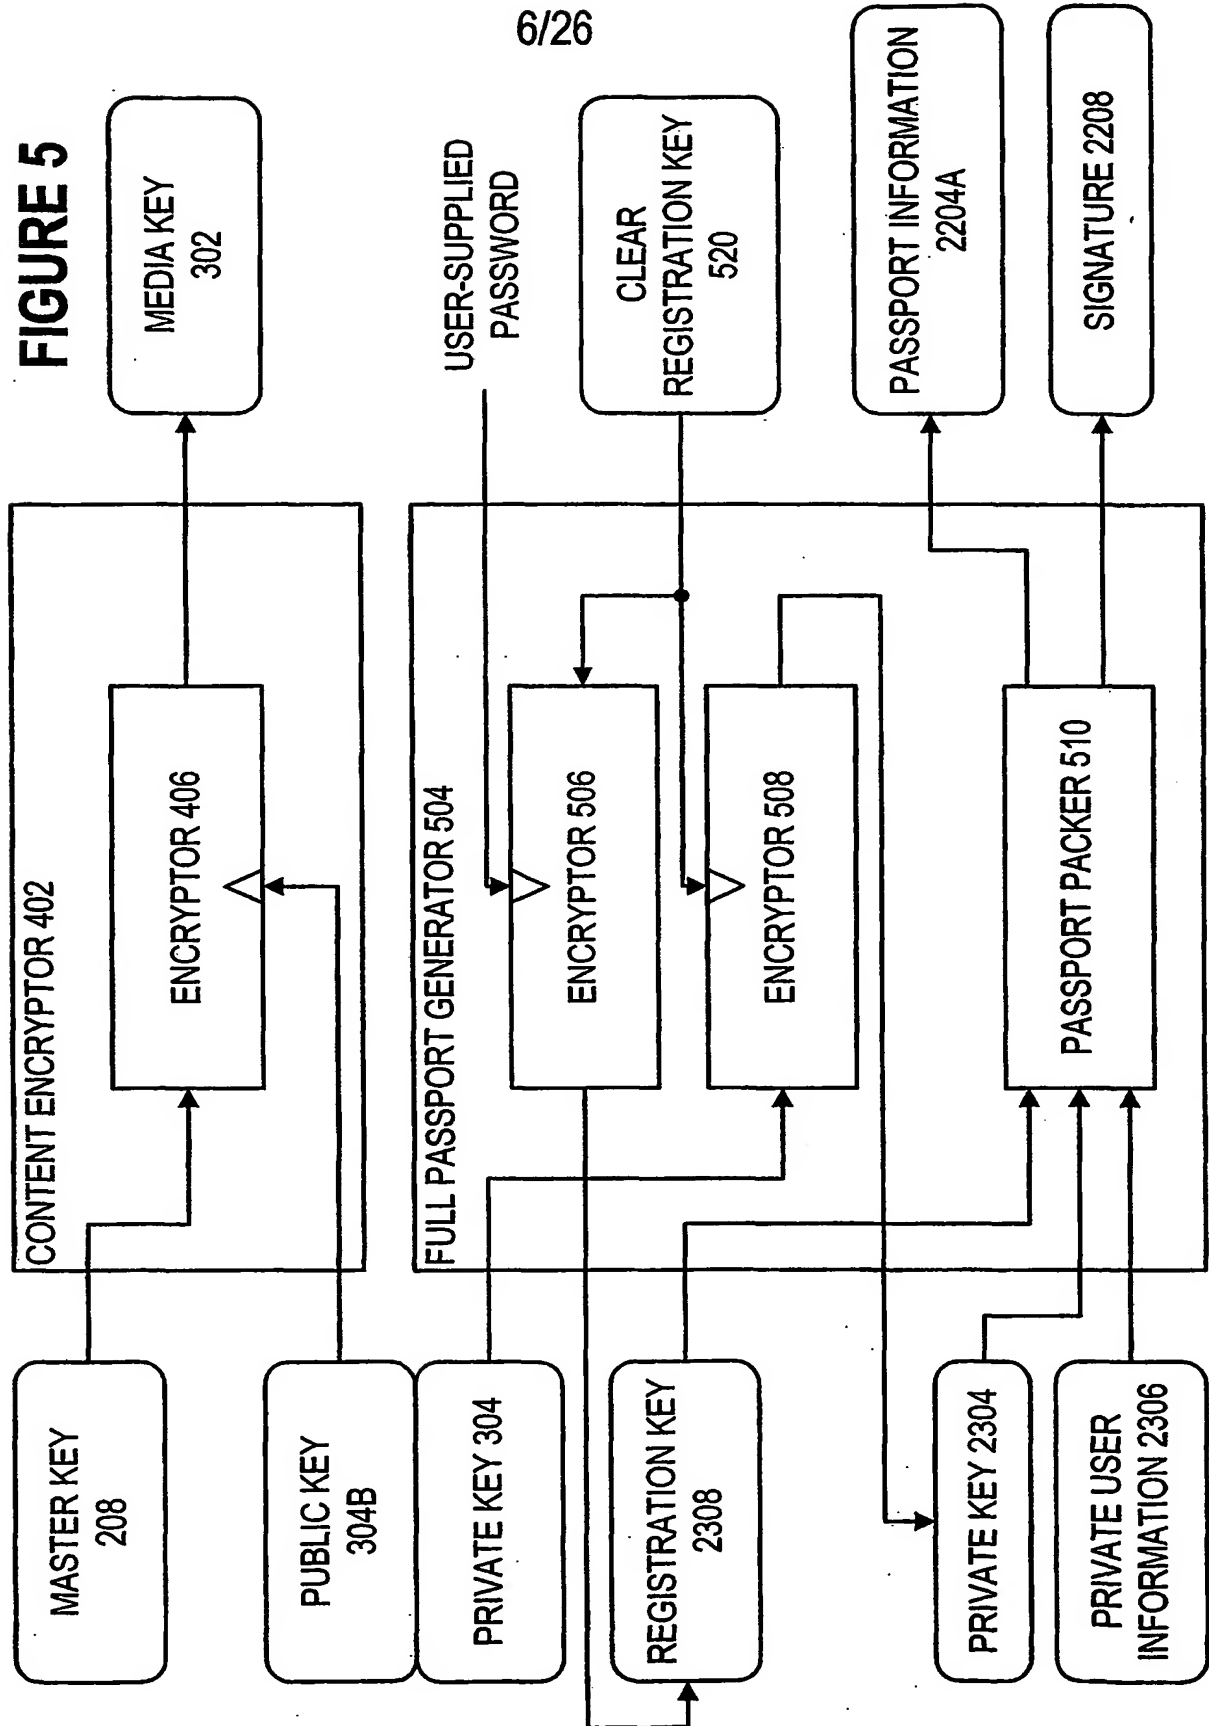 6/26
FIGURE 5
CONTENT ENCRYPTOR 402
MASTER KEY
208
ENCRYPTOR 406
MEDIA KEY
302
PUBLIC KEY
304B
FULL PASSPORT GENERATOR 504
USER-SUPPLIED
PASSWORD
PRIVATE KEY 304
ENCRYPTOR 506
CLEAR
REGISTRATION KEY
520
REGISTRATION KEY
2308
ENCRYPTOR 508
PASSPORT INFORMATION
2204A
PRIVATE KEY 2304
PASSPORT PACKER 510
SIGNATURE 2208
PRIVATE USER
INFORMATION 2306